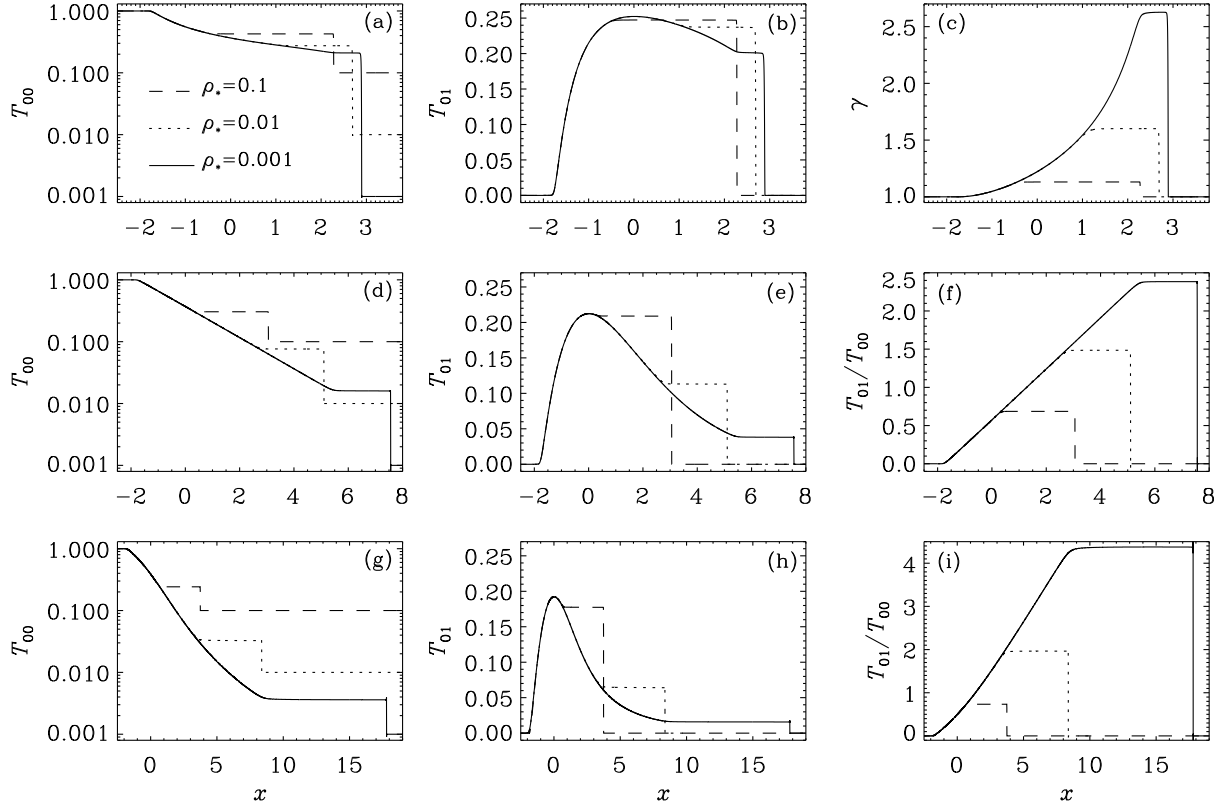 (a)
1.000
0.100
0.010
0.001
T00
ρ*=0.1
ρ*=0.01
ρ*=0.001
-2 -1 0 1 2 3
(b)
0.25
0.20
0.15
0.10
0.05
0.00
T01
-2 -1 0 1 2 3
(c)
2.5
2.0
1.5
1.0
γ
-2 -1 0 1 2 3
(d)
1.000
0.100
0.010
0.001
T00
-2 0 2 4 6 8
(e)
0.25
0.20
0.15
0.10
0.05
0.00
T01
-2 0 2 4 6 8
(f)
2.5
2.0
1.5
1.0
0.5
0.0
T01/T00
-2 0 2 4 6 8
(g)
1.000
0.100
0.010
0.001
T00
0 5 10 15
x
(h)
0.25
0.20
0.15
0.10
0.05
0.00
T01
0 5 10 15
x
(i)
4
3
2
1
0
T01/T00
0 5 10 15
x